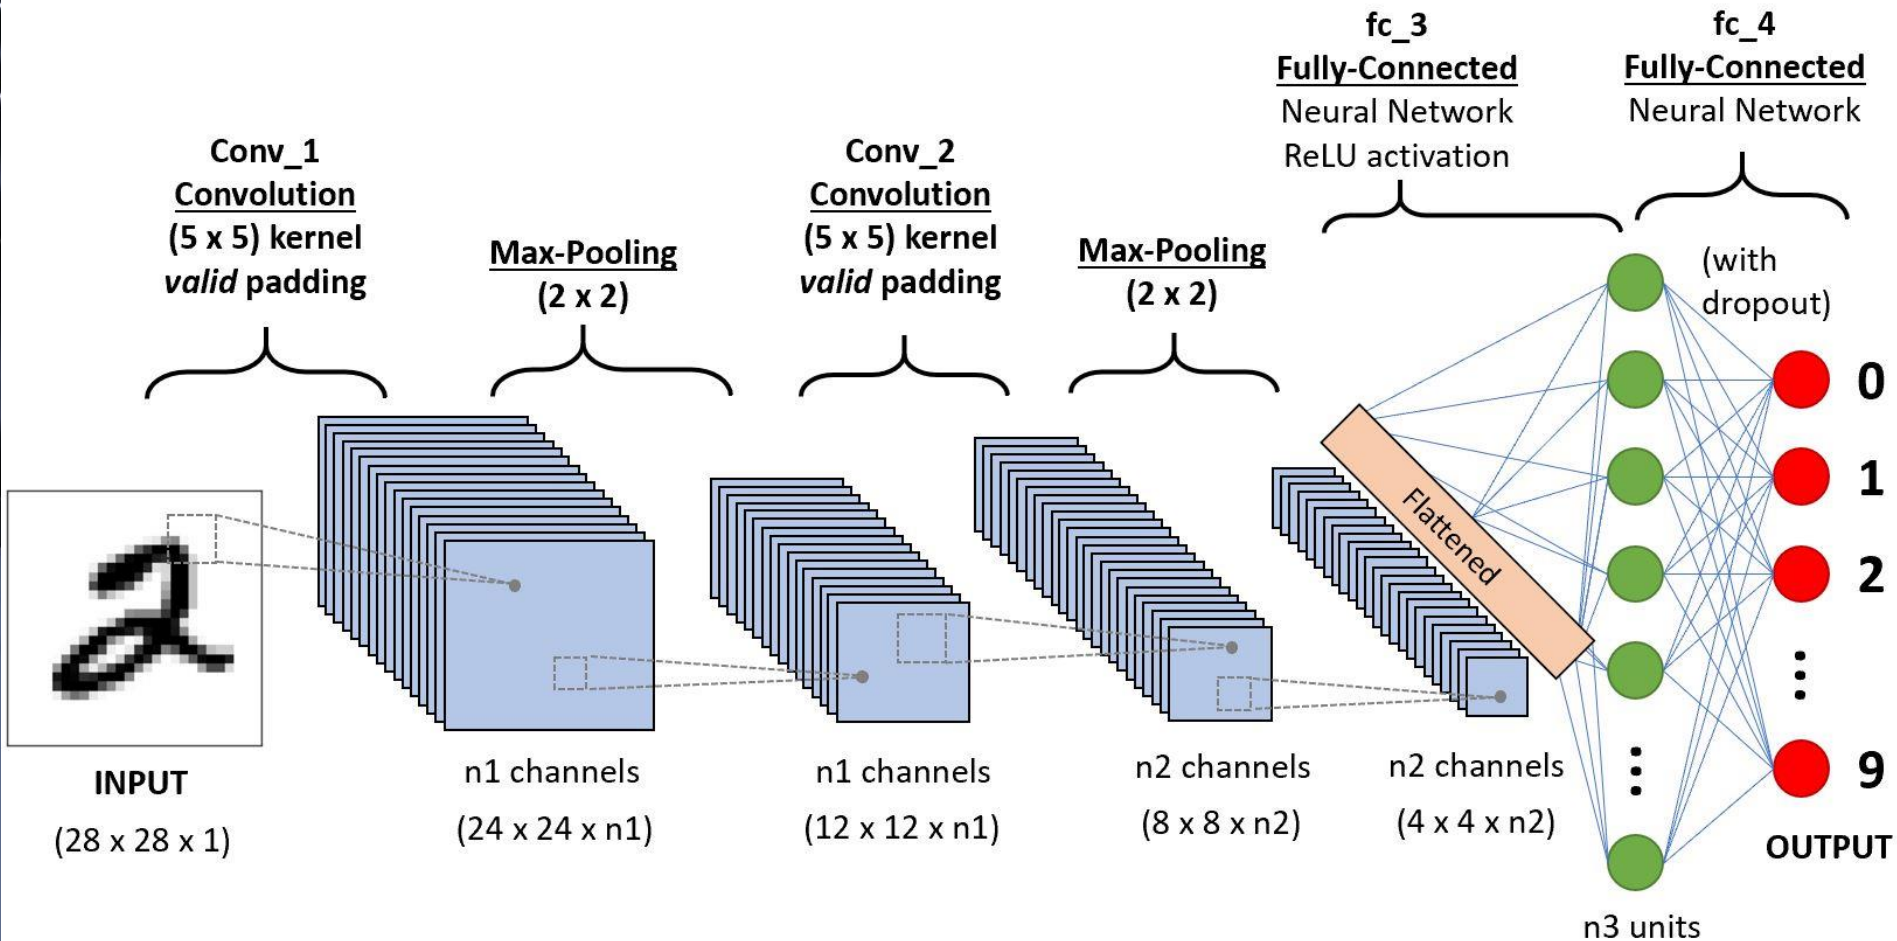 Conv_1
Convolution
(5 x 5) kernel
valid padding
Max-Pooling
(2 x 2)
Conv_2
Convolution
(5 x 5) kernel
valid padding
Max-Pooling
(2 x 2)
fc_3
Fully-Connected
Neural Network
ReLU activation
fc_4
Fully-Connected
Neural Network
(with
dropout)
Flattened
0
1
2
9
INPUT
(28 x 28 x 1)
n1 channels
(24 x 24 x n1)
n1 channels
(12 x 12 x n1)
n2 channels
(8 x 8 x n2)
n2 channels
(4 x 4 x n2)
n3 units
OUTPUT